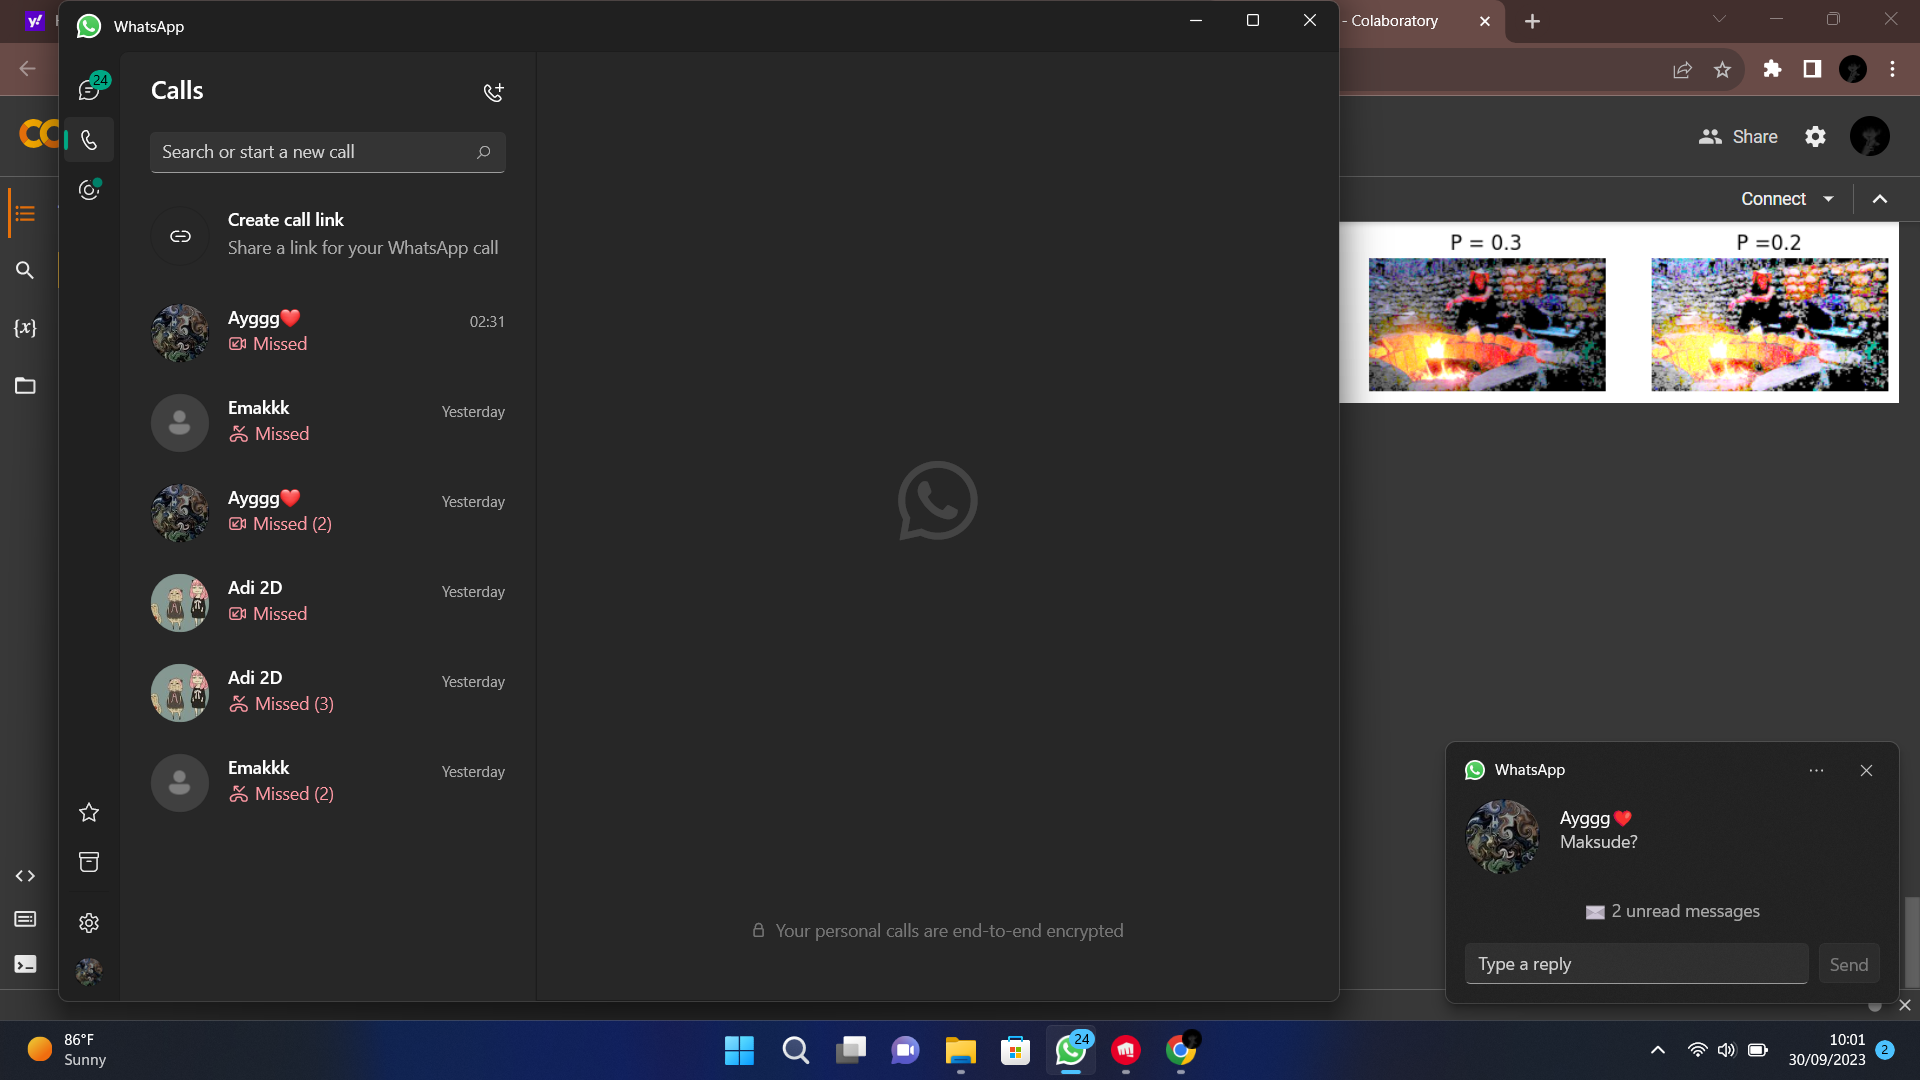 WhatsApp
- Colaboratory
24
Calls
Search or start a new call
Create call link
Share a link for your WhatsApp call
Ayggg❤️
02:31
Missed
Emakkk
Yesterday
Missed
Ayggg❤️
Yesterday
Missed (2)
Adi 2D
Yesterday
Missed
Adi 2D
Yesterday
Missed (3)
Emakkk
Yesterday
Missed (2)
Your personal calls are end-to-end encrypted
Share
Connect
P = 0.3
P =0.2
{x}
WhatsApp
Ayggg❤️
Maksude?
2 unread messages
Type a reply
Send
86°F
Sunny
24
10:01
30/09/2023
2